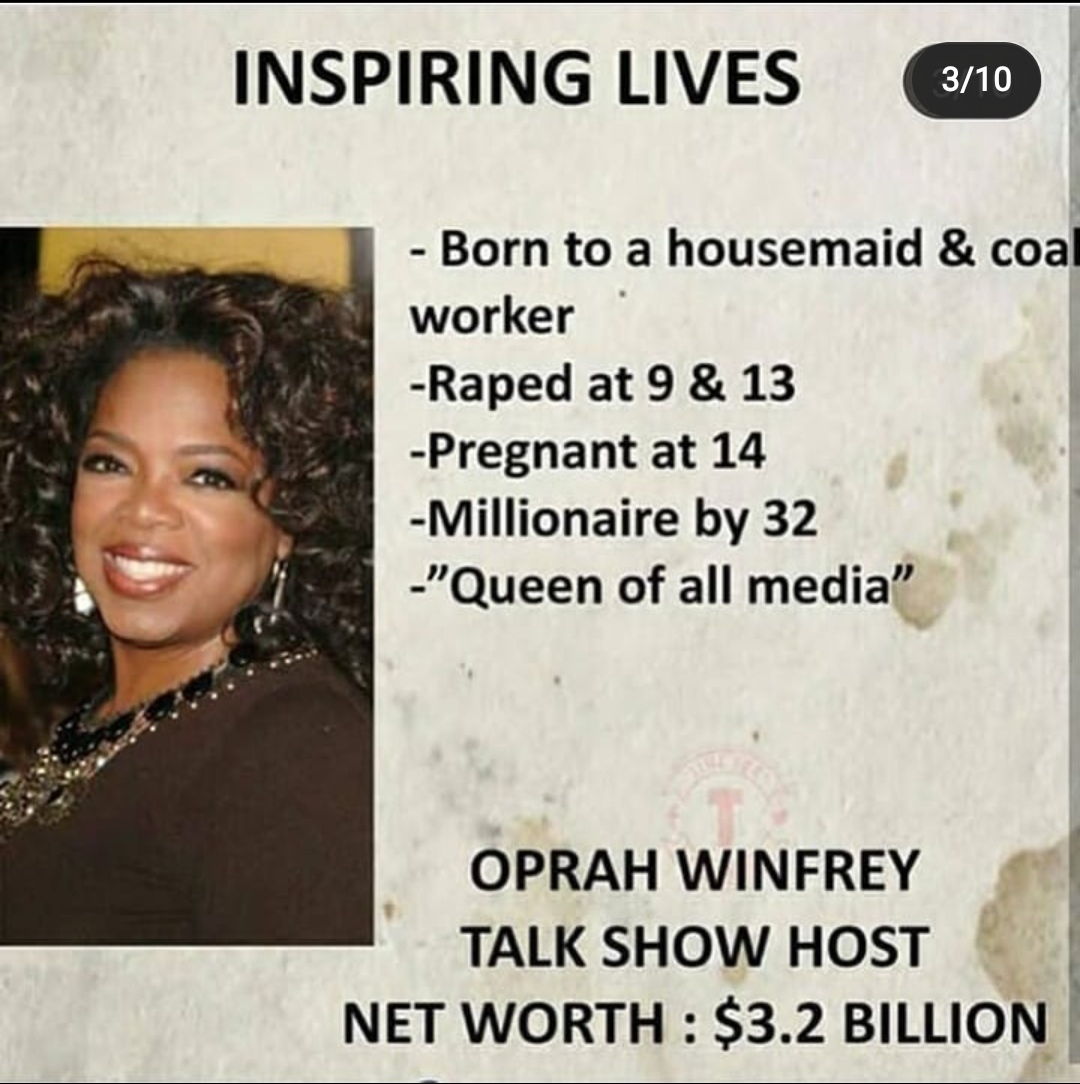 INSPIRING LIVES
3/10
- Born to a housemaid & coal
worker
-Raped at 9 & 13
-Pregnant at 14
-Millionaire by 32
-”Queen of all media”
T
OPRAH WINFREY
TALK SHOW HOST
NET WORTH : $3.2 BILLION